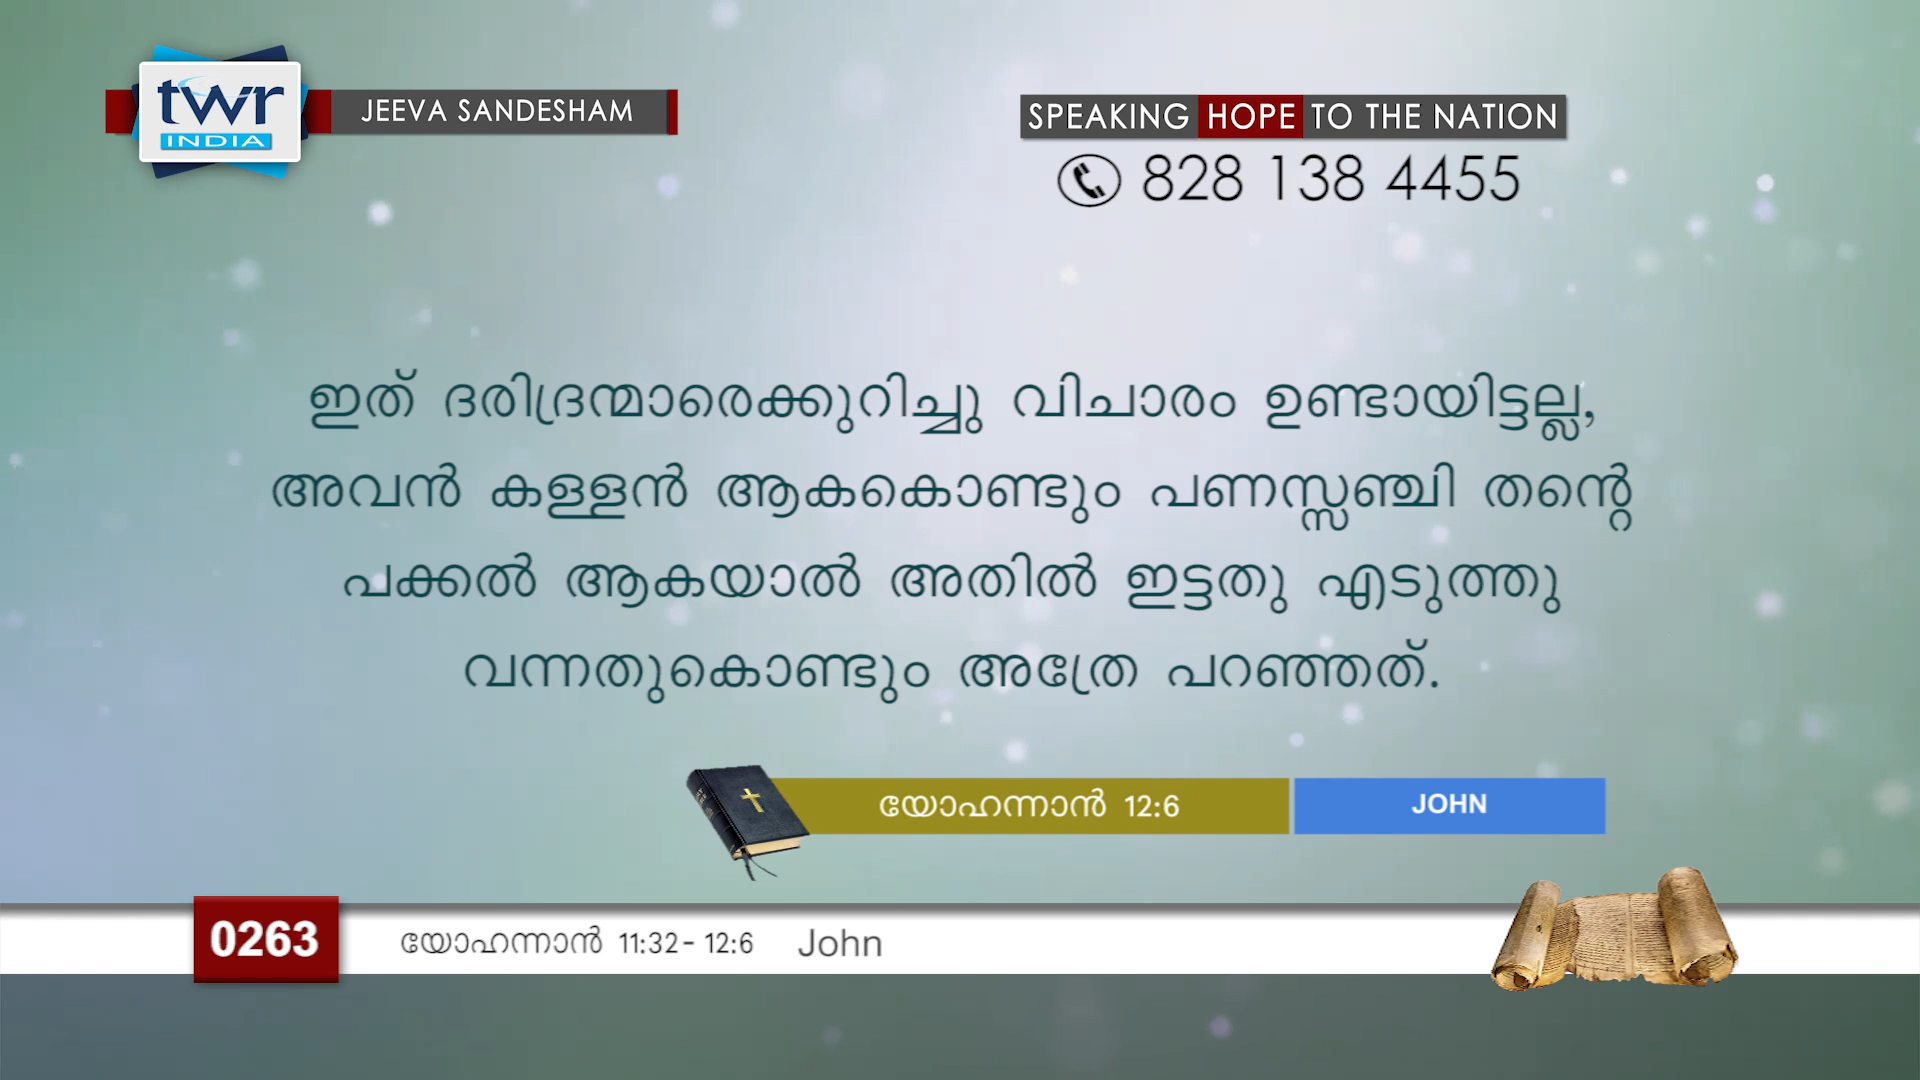 twr
INDIA
JEEVA SANDESHAM
SPEAKING HOPE TO THE NATION
828 138 4455
ഇത് ദരിദ്രന്മാരെക്കുറിച്ചു വിചാരം ഉണ്ടായിട്ടല്ല,
അവൻ കള്ളൻ ആകകൊണ്ടും പണസ്സഞ്ചി തന്റെ
പക്കൽ ആകയാൽ അതിൽ ഇട്ടതു എടുത്തു
വന്നതുകൊണ്ടും അത്രേ പറഞ്ഞത്.
യോഹന്നാൻ 12:6
JOHN
0263
യോഹന്നാൻ 11:32- 12:6 John